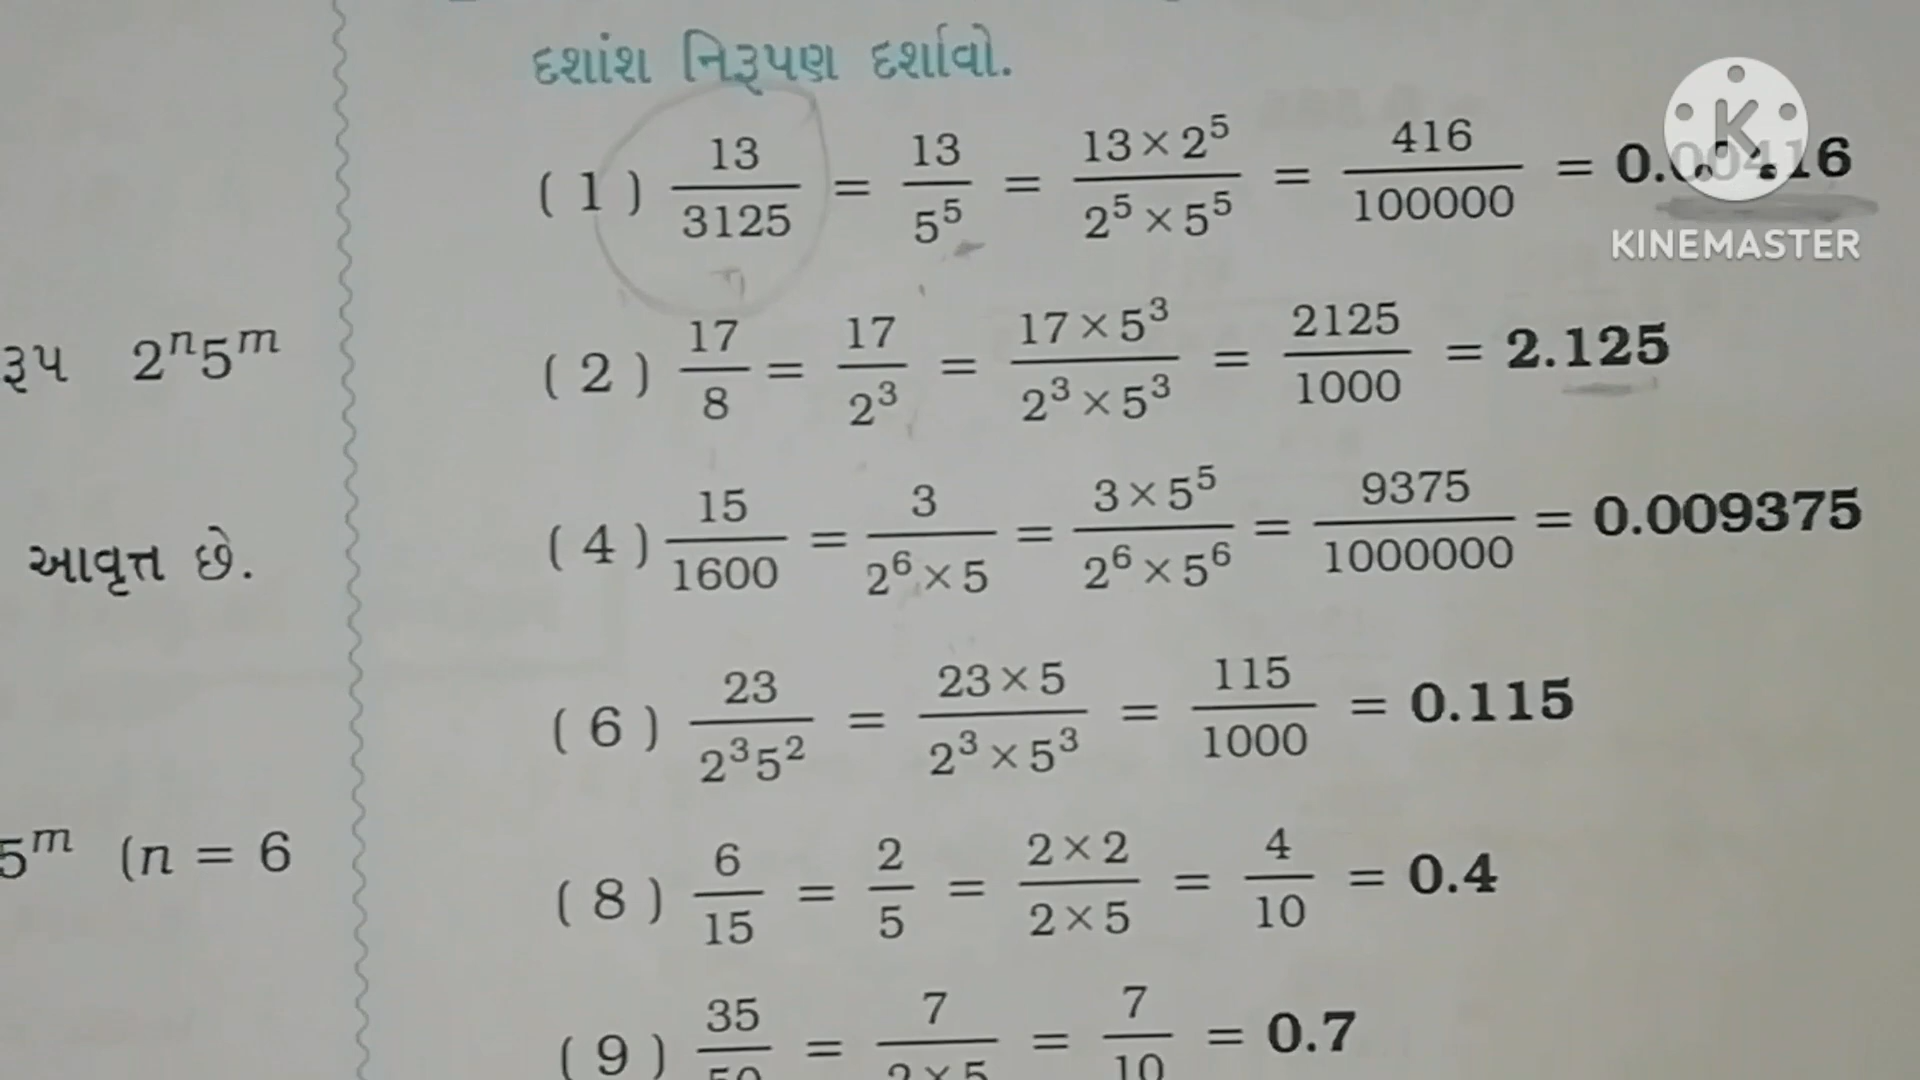 દશાંશ નિરૂપણ દર્શાવો.
( 1 ) 13/3125 = 13/5^5 = 13 × 2^5/2^5 × 5^5 = 416/100000 = 0.00416
KINEMASTER
રૂપ 2^n5^m
( 2 ) 17/8 = 17/2^3 = 17 × 5^3/2^3 × 5^3 = 2125/1000 = 2.125
આવૃત્ત છે.
( 4 ) 15/1600 = 3/2^6 × 5 = 3 × 5^5/2^6 × 5^6 = 9375/1000000 = 0.009375
( 6 ) 23/2^35^2 = 23 × 5/2^3 × 5^3 = 115/1000 = 0.115
5^m (n = 6
( 8 ) 6/15 = 2/5 = 2 × 2/2 × 5 = 4/10 = 0.4
( 9 ) 35/50 = 7/2 × 5 = 7/10 = 0.7